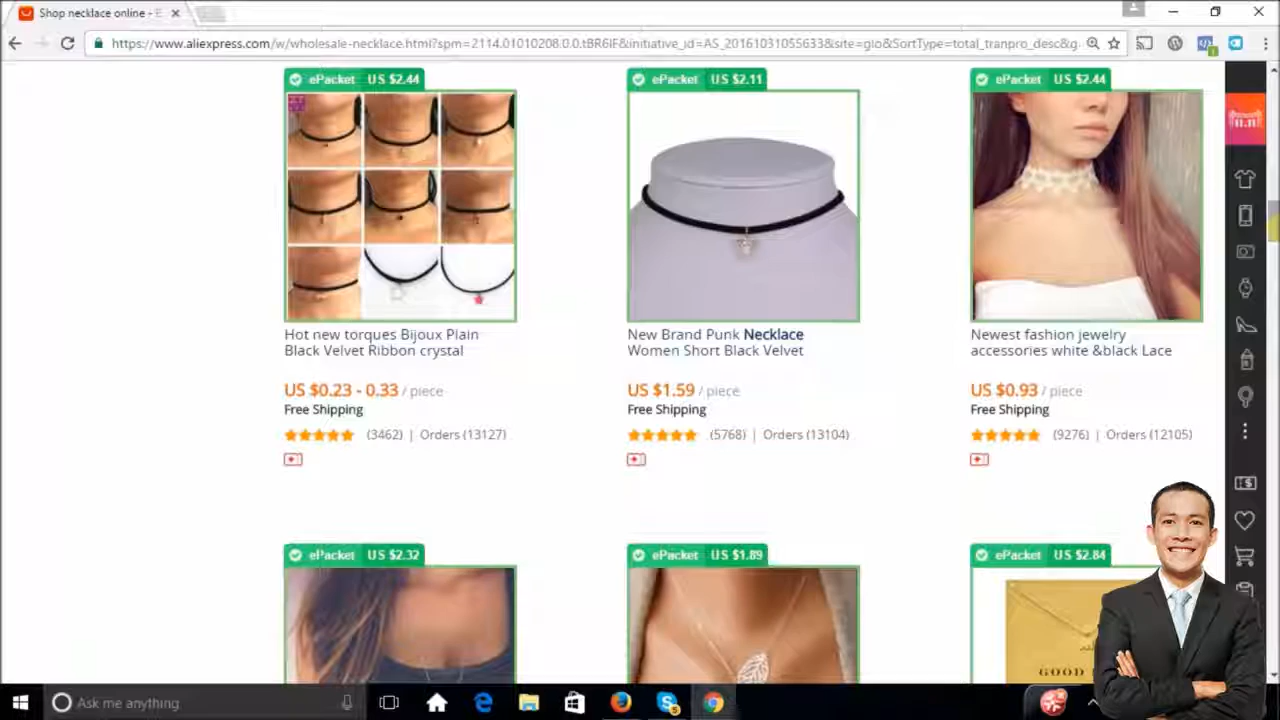 Shop necklace online - E
https://www.aliexpress.com/w/wholesale-necklace.html?spm=2114.01010208.0.0.tBR6IF&initiative_id=AS_20161031055633&site=glo&SortType=total_tranpro_desc&g
ePacket US $2.44
ePacket US $2.11
ePacket US $2.44
11.11
Hot new torques Bijoux Plain
Black Velvet Ribbon crystal
US $0.23 - 0.33 / piece
Free Shipping
(3462) | Orders (13127)
New Brand Punk Necklace
Women Short Black Velvet
US $1.59 / piece
Free Shipping
(5768) | Orders (13104)
Newest fashion jewelry
accessories white &black Lace
US $0.93 / piece
Free Shipping
(9276) | Orders (12105)
ePacket US $2.32
ePacket US $1.89
ePacket US $2.84
GOOD
Ask me anything